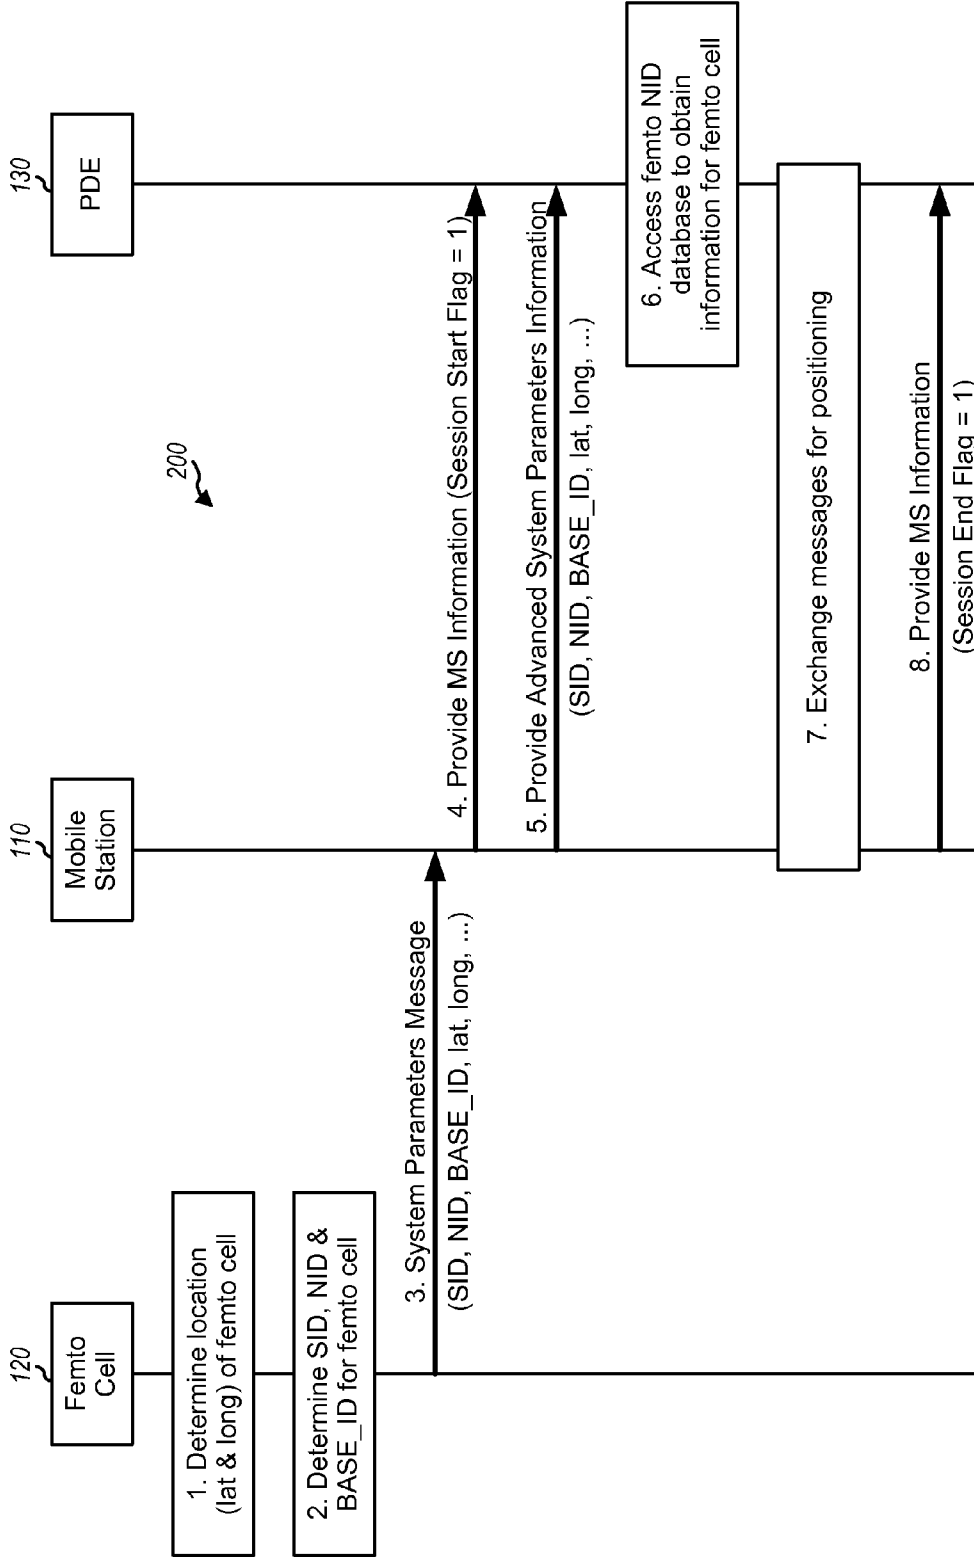 120
Femto
Cell
110
Mobile
Station
130
PDE
200
1. Determine location
(lat & long) of femto cell
2. Determine SID, NID &
BASE_ID for femto cell
3. System Parameters Message
(SID, NID, BASE_ID, lat, long, ...)
4. Provide MS Information (Session Start Flag = 1)
5. Provide Advanced System Parameters Information
(SID, NID, BASE_ID, lat, long, ...)
6. Access femto NID
database to obtain
information for femto cell
7. Exchange messages for positioning
8. Provide MS Information
(Session End Flag = 1)